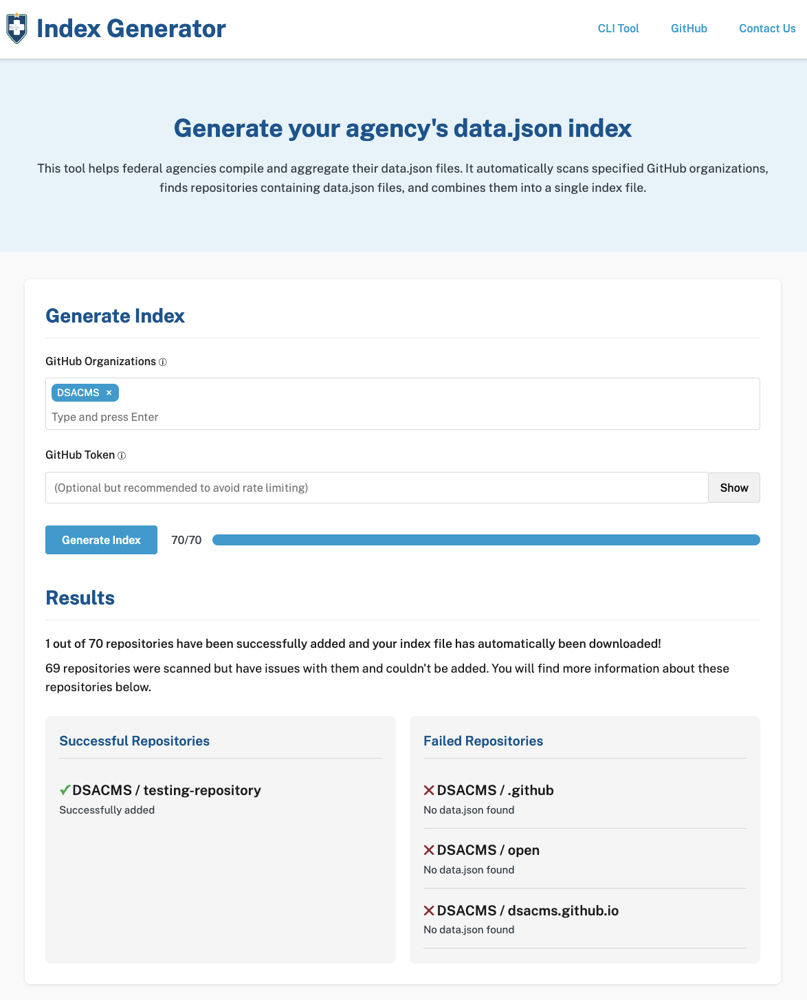 Index Generator
CLI Tool
GitHub
Contact Us
Generate your agency's data.json index
This tool helps federal agencies compile and aggregate their data.json files. It automatically scans specified GitHub organizations,
finds repositories containing data.json files, and combines them into a single index file.
Generate Index
GitHub Organizations ⓘ
DSACMS ×
Type and press Enter
GitHub Token ⓘ
(Optional but recommended to avoid rate limiting)
Show
Generate Index
70/70
Results
1 out of 70 repositories have been successfully added and your index file has automatically been downloaded!
69 repositories were scanned but have issues with them and couldn't be added. You will find more information about these
repositories below.
Successful Repositories
✓DSACMS / testing-repository
Successfully added
Failed Repositories
✕DSACMS / .github
No data.json found
✕DSACMS / open
No data.json found
✕DSACMS / dsacms.github.io
No data.json found